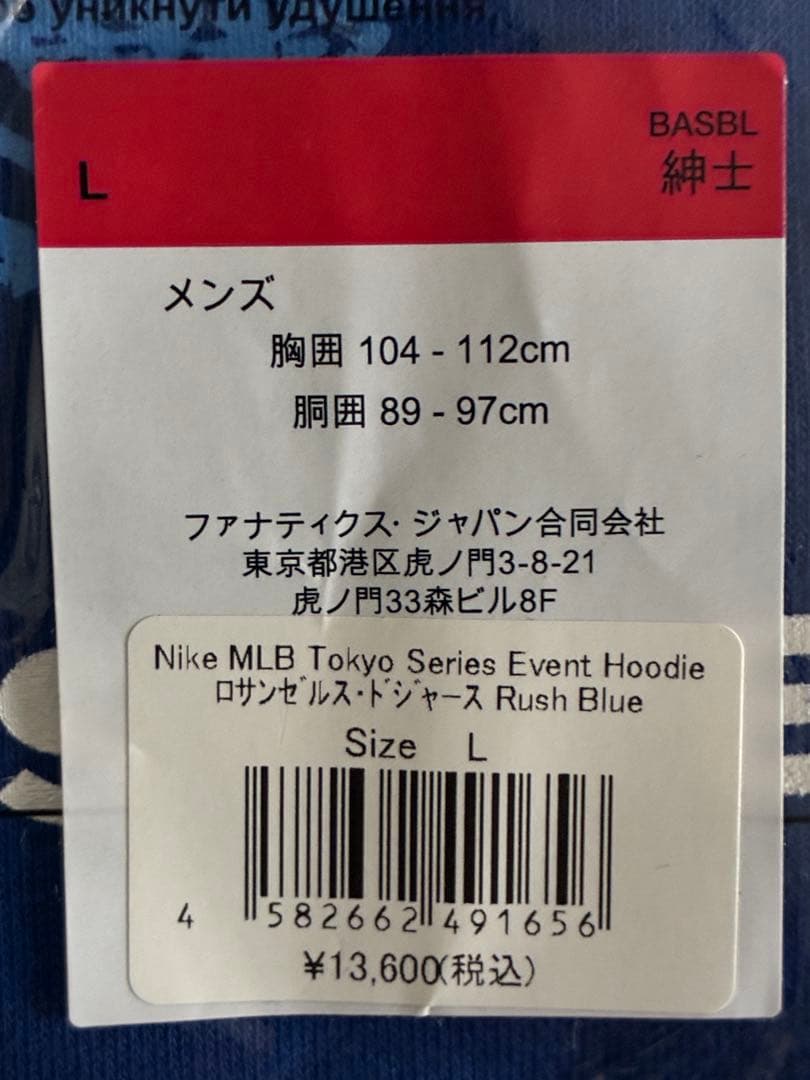 уникнути удушення,
L
BASBL
紳士
メンズ
胸囲 104 - 112cm
胴囲 89 - 97cm
ファナティクス・ジャパン合同会社
東京都港区虎ノ門3-8-21
虎ノ門33森ビル8F
Nike MLB Tokyo Series Event Hoodie
ロサンゼルス・ドジャース Rush Blue
Size L
4 582662 491656
¥13,600(税込)